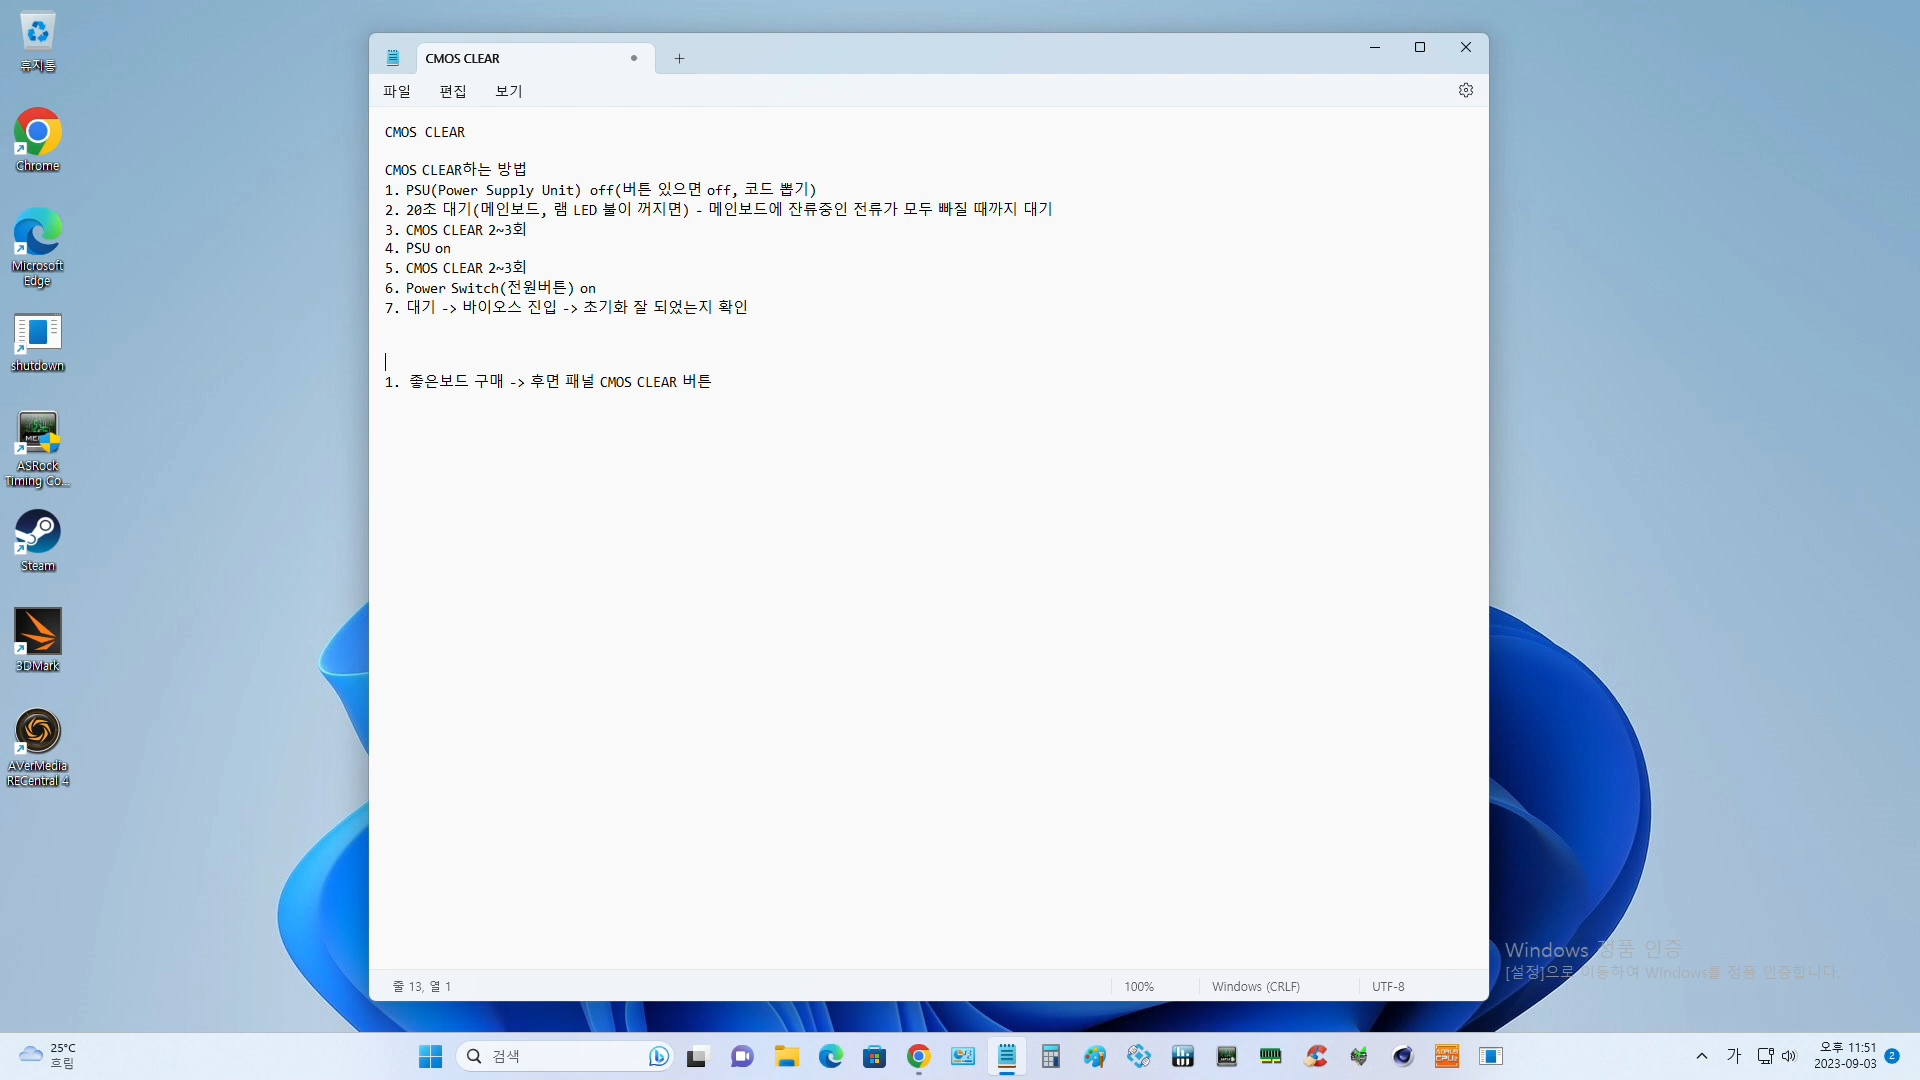 휴지통
Chrome
Microsoft
Edge
shutdown
ASRock
Timing Co...
Steam
3DMark
AVerMedia
RECentral 4
CMOS CLEAR
파일 편집 보기
CMOS CLEAR
CMOS CLEAR하는 방법
1. PSU(Power Supply Unit) off(버튼 있으면 off, 코드 뽑기)
2. 20초 대기(메인보드, 램 LED 불이 꺼지면) - 메인보드에 잔류중인 전류가 모두 빠질 때까지 대기
3. CMOS CLEAR 2~3회
4. PSU on
5. CMOS CLEAR 2~3회
6. Power Switch(전원버튼) on
7. 대기 -> 바이오스 진입 -> 초기화 잘 되었는지 확인
1. 좋은보드 구매 -> 후면 패널 CMOS CLEAR 버튼
줄 13, 열 1 100% Windows (CRLF) UTF-8
Windows 정품 인증
[설정]으로 이동하여 Windows를 정품 인증합니다.
25°C
흐림
검색
가
오후 11:51
2023-09-03
2